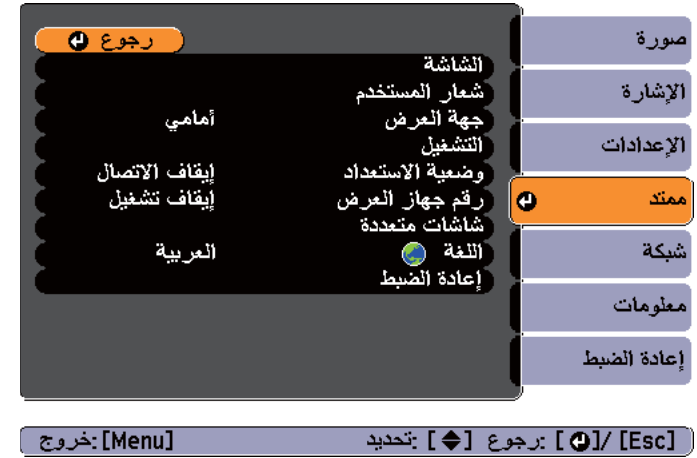 صورة
الإشارة
الإعدادات
ممتد
شبكة
معلومات
إعادة الضبط
رجوع
الشاشة
شعار المستخدم
جهة العرض أمامي
التشغيل
وضعية الاستعداد إيقاف الاتصال
رقم جهاز العرض إيقاف تشغيل
شاشات متعددة
اللغة العربية
إعادة الضبط
[Esc] /[ ] :رجوع [ ] :تحديد [Menu] :خروج